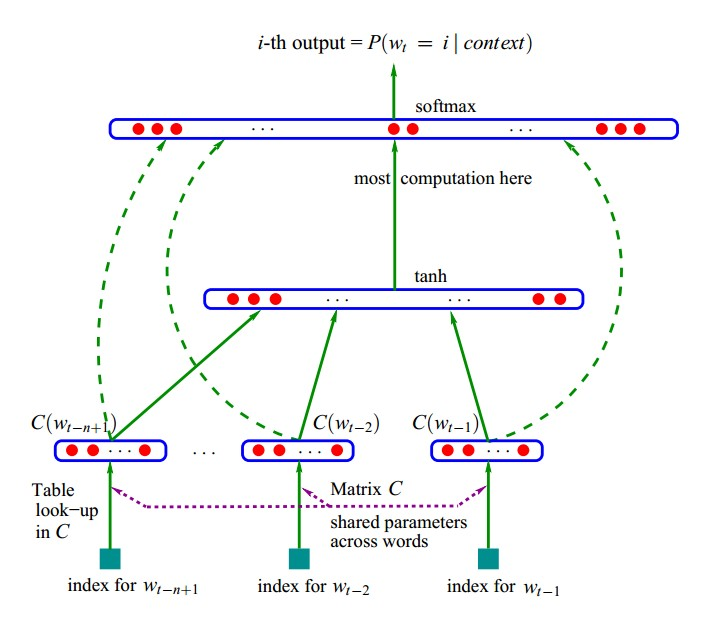 i-th output = P(w_t = i | context)
softmax
... ...
most computation here
tanh
... ...
C(w_{t−n+1}) C(w_{t−2}) C(w_{t−1})
... ... ... ...
Table
look−up
in C
Matrix C
shared parameters
across words
index for w_{t−n+1} index for w_{t−2} index for w_{t−1}